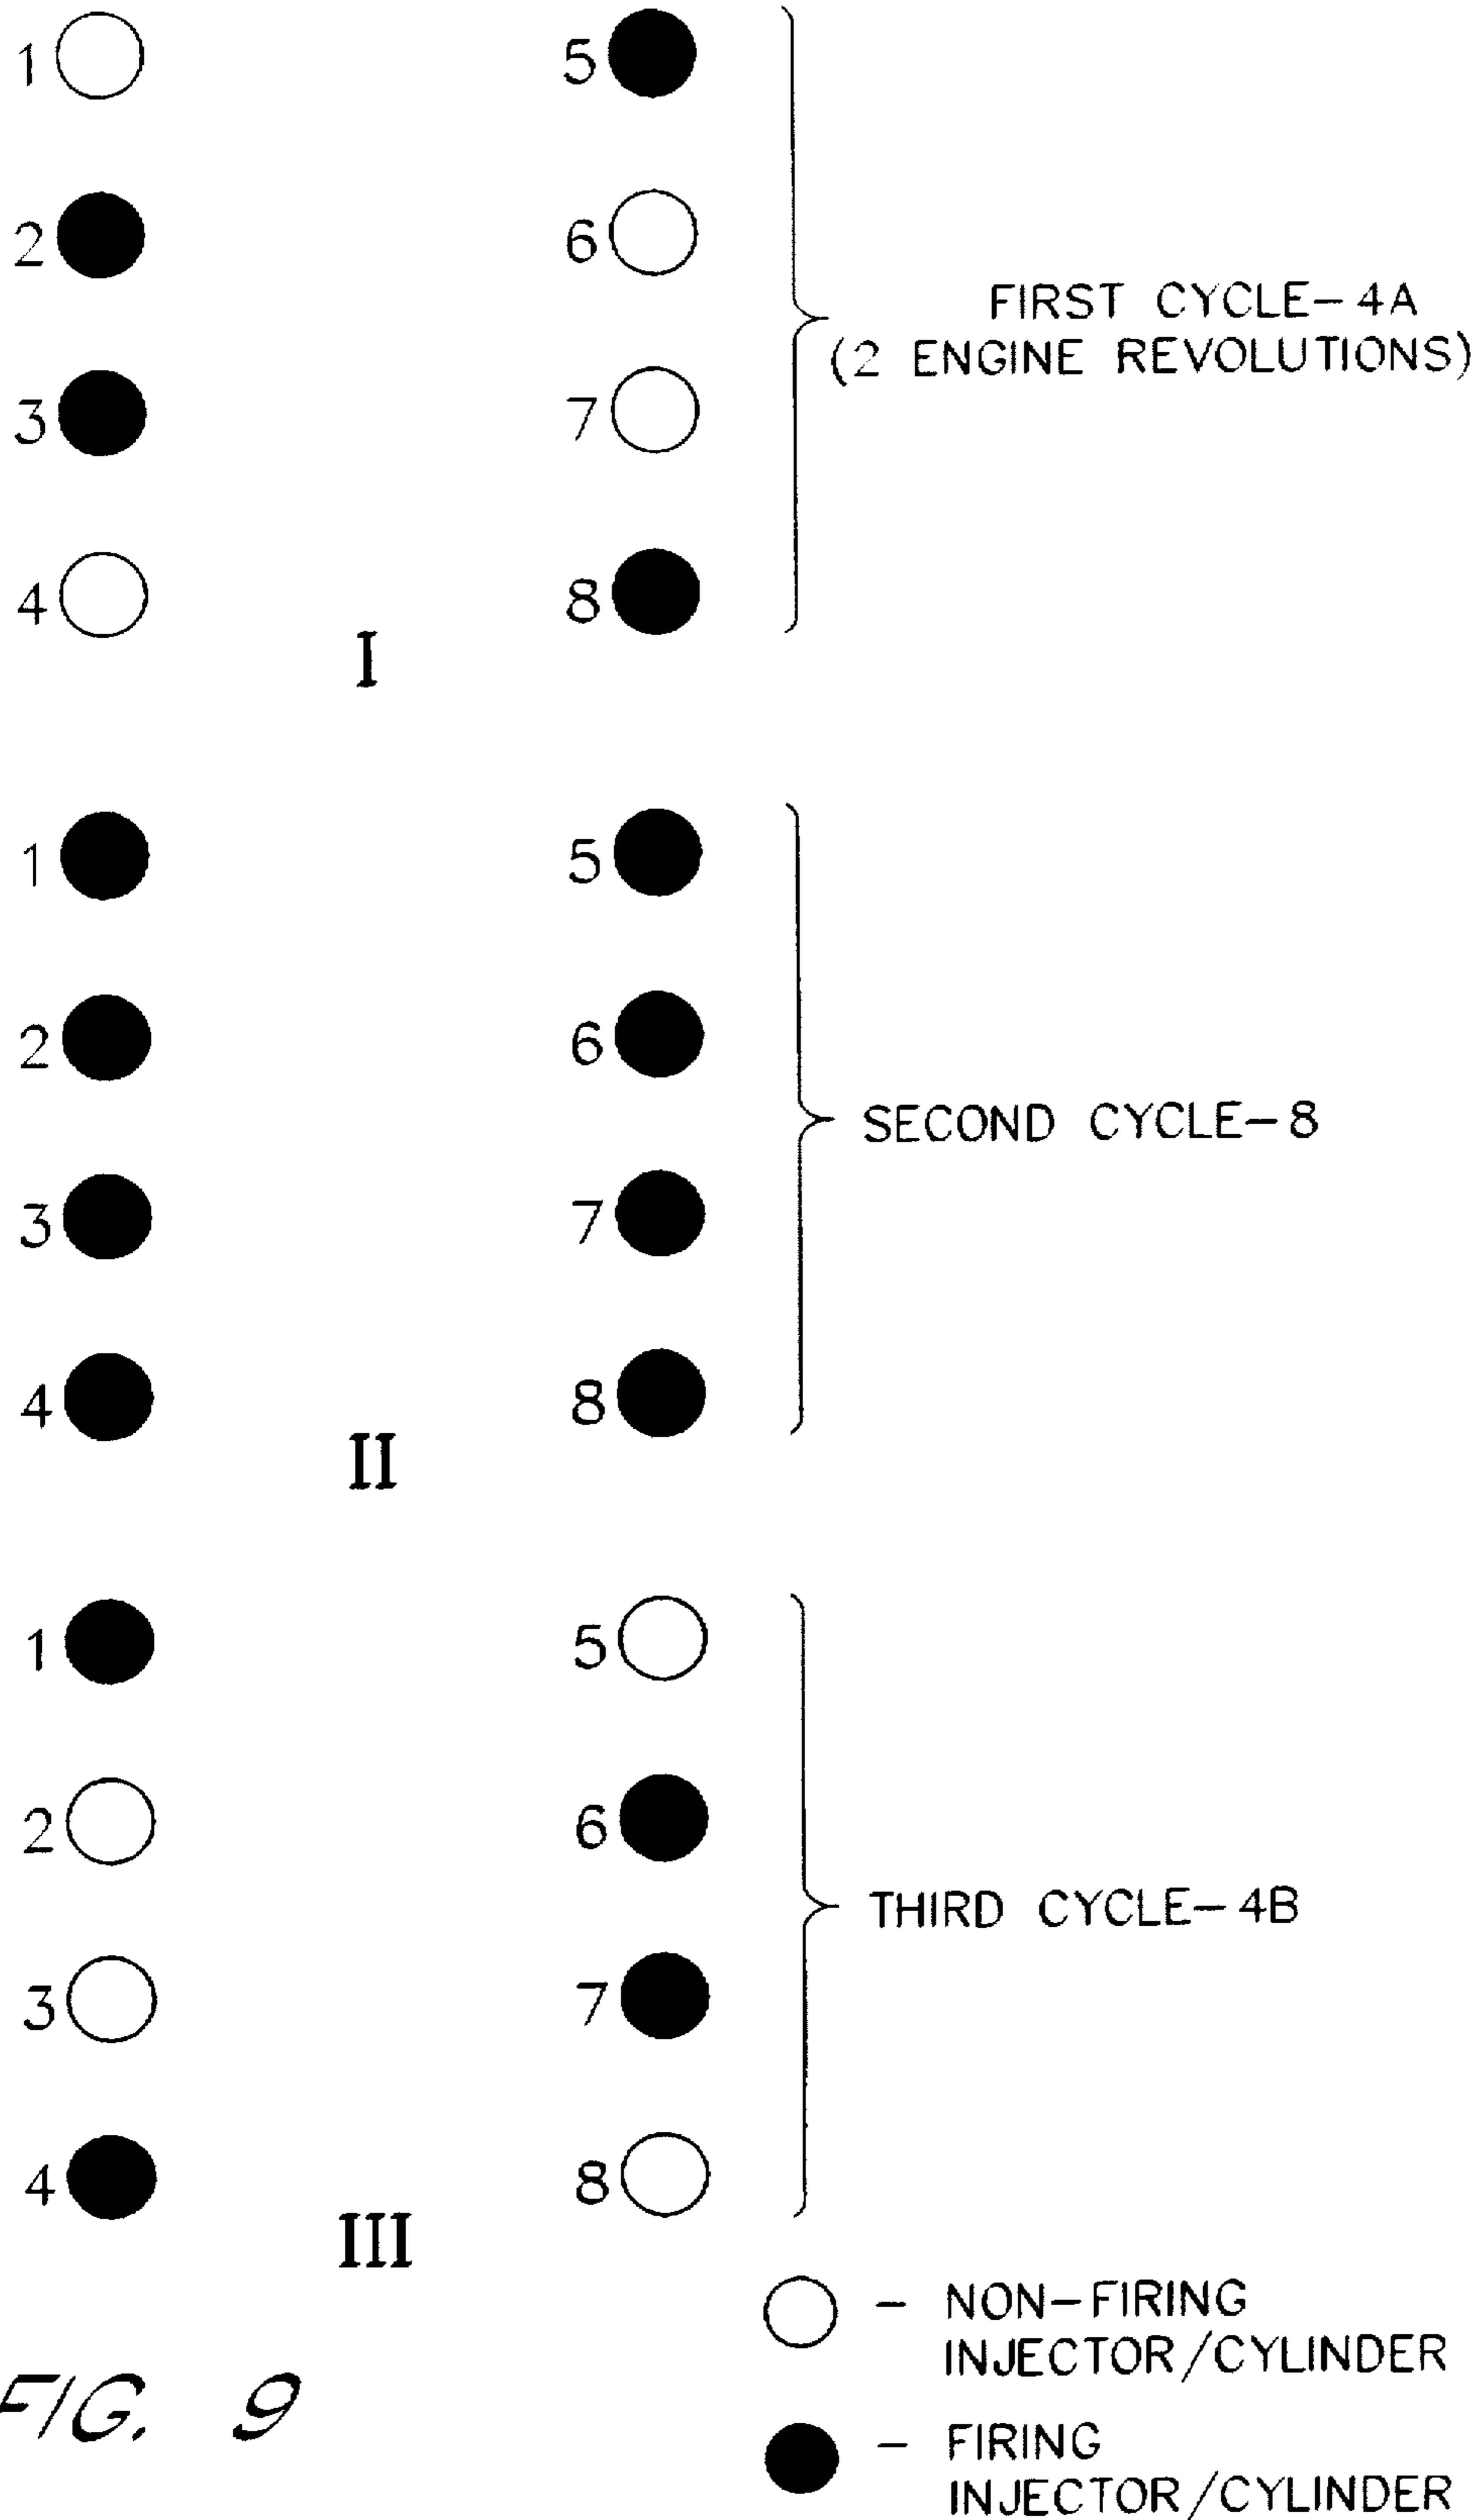 1 5
2 6
FIRST CYCLE-4A
(2 ENGINE REVOLUTIONS)
3 7
4 8
I
1 5
2 6
SECOND CYCLE-8
3 7
4 8
II
1 5
2 6
THIRD CYCLE-4B
3 7
4 8
III
- NON-FIRING
INJECTOR/CYLINDER
FIG. 9
- FIRING
INJECTOR/CYLINDER